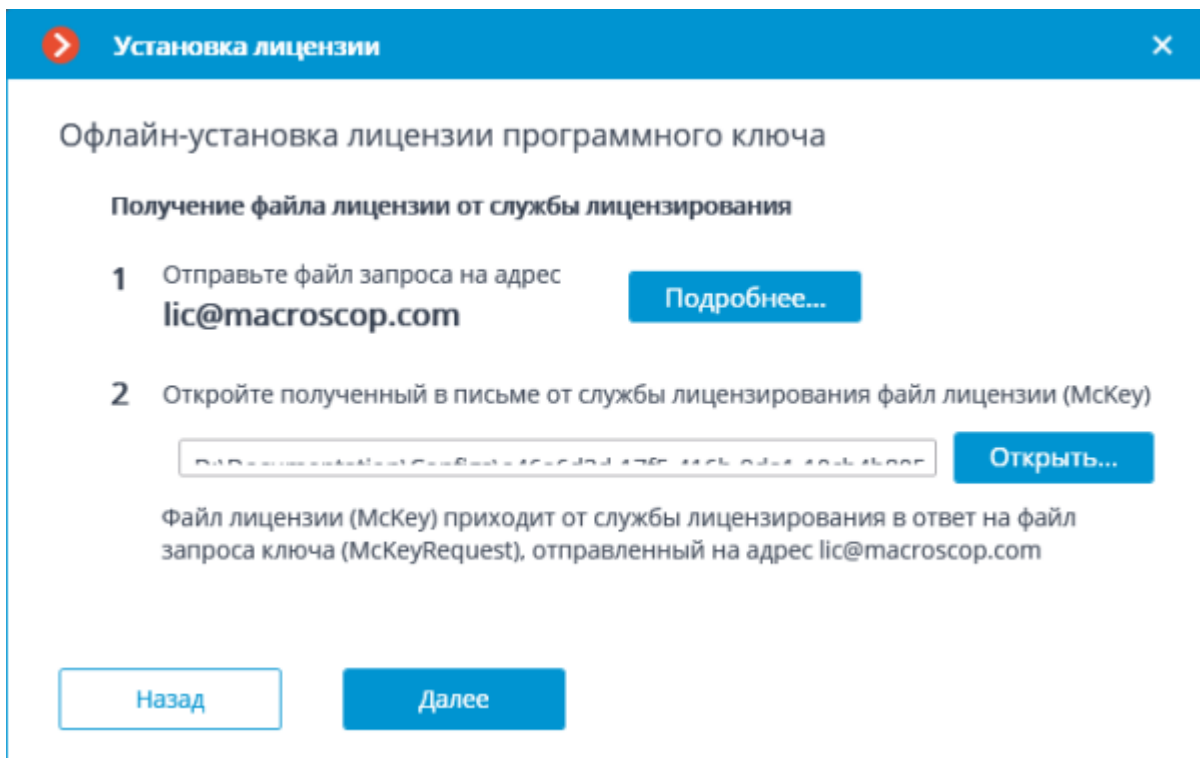 Установка лицензии
Офлайн-установка лицензии программного ключа
Получение файла лицензии от службы лицензирования
1 Отправьте файл запроса на адрес
lic@macroscop.com
Подробнее...
2 Откройте полученный в письме от службы лицензирования файл лицензии (McKey)
Открыть...
Файл лицензии (McKey) приходит от службы лицензирования в ответ на файл
запроса ключа (McKeyRequest), отправленный на адрес lic@macroscop.com
Назад
Далее